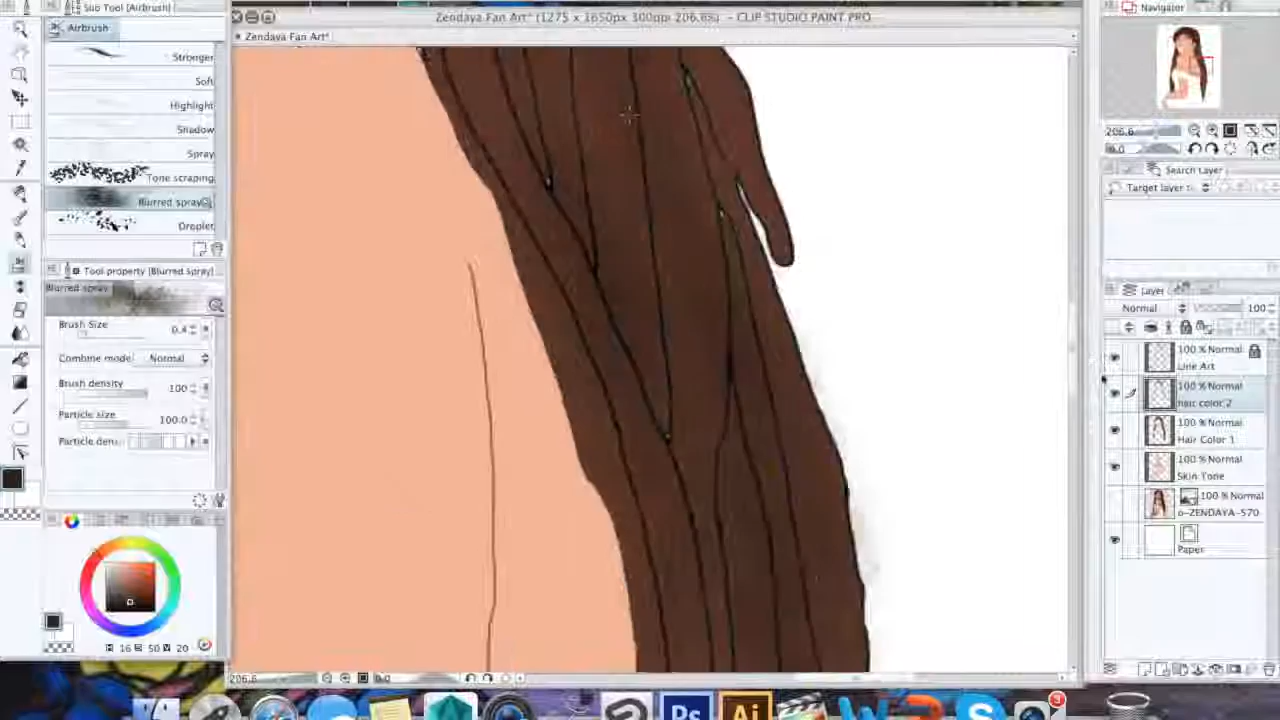 Sub Tool [Airbrush]
Airbrush
Stronger
Soft
Highlight
Shadow
Spray
Tone scraping
Blurred spray
Droplet
Tool property [Blurred spray]
Blurred spray
Brush Size 0.4
Combine mode Normal
Brush density 100
Particle size 100.0
Particle dens
H 16 S 50 V 20
Zendaya Fan Art* (1275 x 1650px 300dpi 206.6%) - CLIP STUDIO PAINT PRO
Zendaya Fan Art*
206.6 0.0
Navigator
206.6
0.0
Search Layer
Target layer t
Layer
Normal 100
100 % Normal
Line Art
100 % Normal
hair color 2
100 % Normal
Hair Color 1
100 % Normal
Skin Tone
100 % Normal
o-ZENDAYA-570
Paper
Ps
Ai
W
S
3